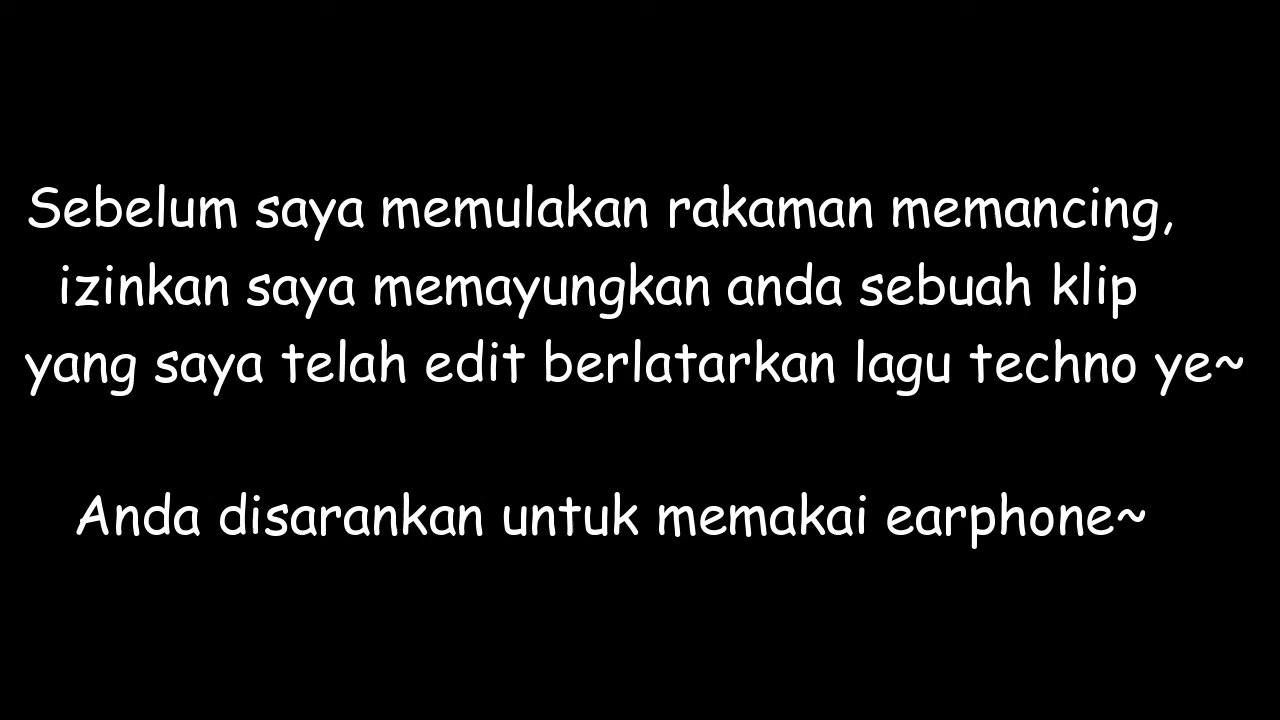 Sebelum saya memulakan rakaman memancing,
izinkan saya memayungkan anda sebuah klip
yang saya telah edit berlatarkan lagu techno ye~
Anda disarankan untuk memakai earphone~